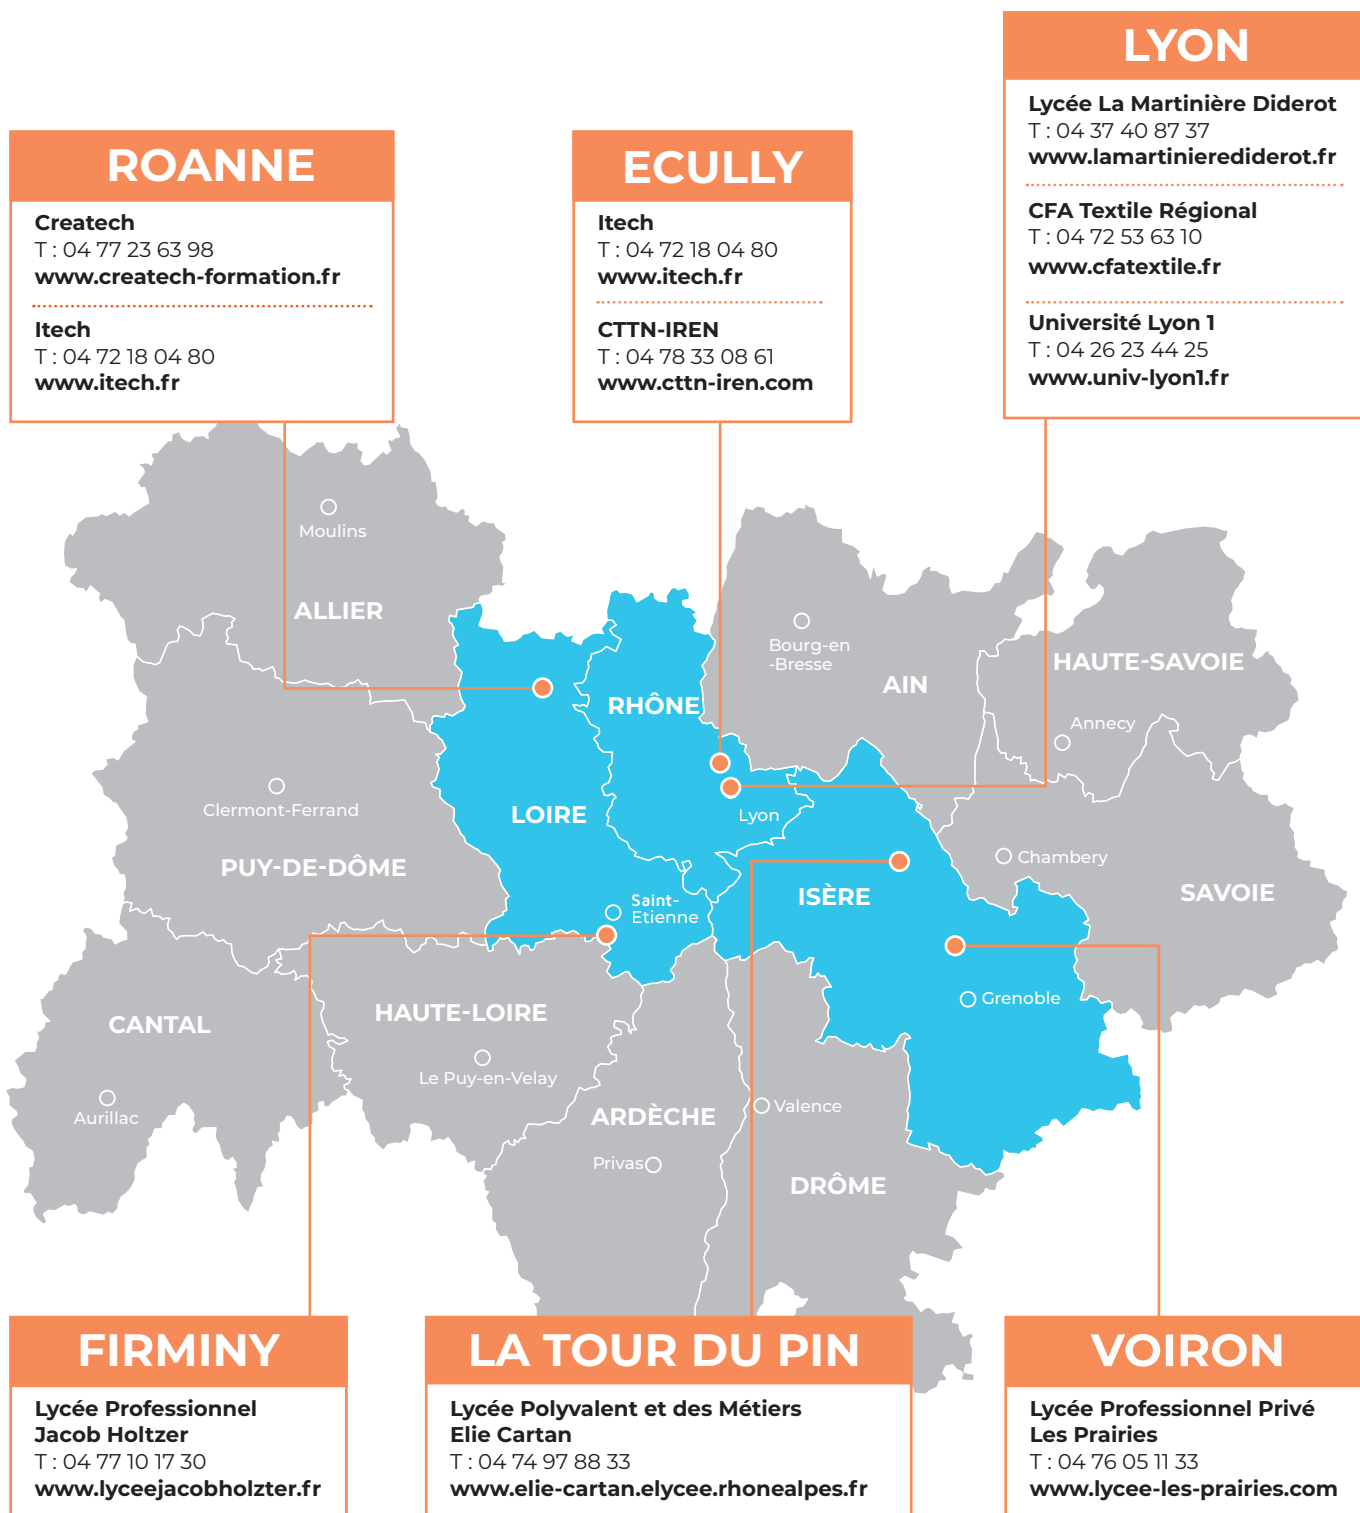 LYON
Lycée La Martinière Diderot
T : 04 37 40 87 37
www.lamartinierediderot.fr
CFA Textile Régional
T : 04 72 53 63 10
www.cfatextile.fr
Université Lyon 1
T : 04 26 23 44 25
www.univ-lyon1.fr
ROANNE
Createch
T : 04 77 23 63 98
www.createch-formation.fr
Itech
T : 04 72 18 04 80
www.itech.fr
ECULLY
Itech
T : 04 72 18 04 80
www.itech.fr
CTTN-IREN
T : 04 78 33 08 61
www.cttn-iren.com
Moulins
ALLIER
Bourg-en
-Bresse
AIN
HAUTE-SAVOIE
Annecy
RHÔNE
Clermont-Ferrand
PUY-DE-DÔME
LOIRE
Lyon
Chambery
SAVOIE
ISÈRE
Saint-
Etienne
Grenoble
CANTAL
Aurillac
HAUTE-LOIRE
Le Puy-en-Velay
ARDÈCHE
Privas
Valence
DRÔME
FIRMINY
Lycée Professionnel
Jacob Holtzer
T : 04 77 10 17 30
www.lyceejacobholzter.fr
LA TOUR DU PIN
Lycée Polyvalent et des Métiers
Elie Cartan
T : 04 74 97 88 33
www.elie-cartan.elycee.rhonealpes.fr
VOIRON
Lycée Professionnel Privé
Les Prairies
T : 04 76 05 11 33
www.lycee-les-prairies.com